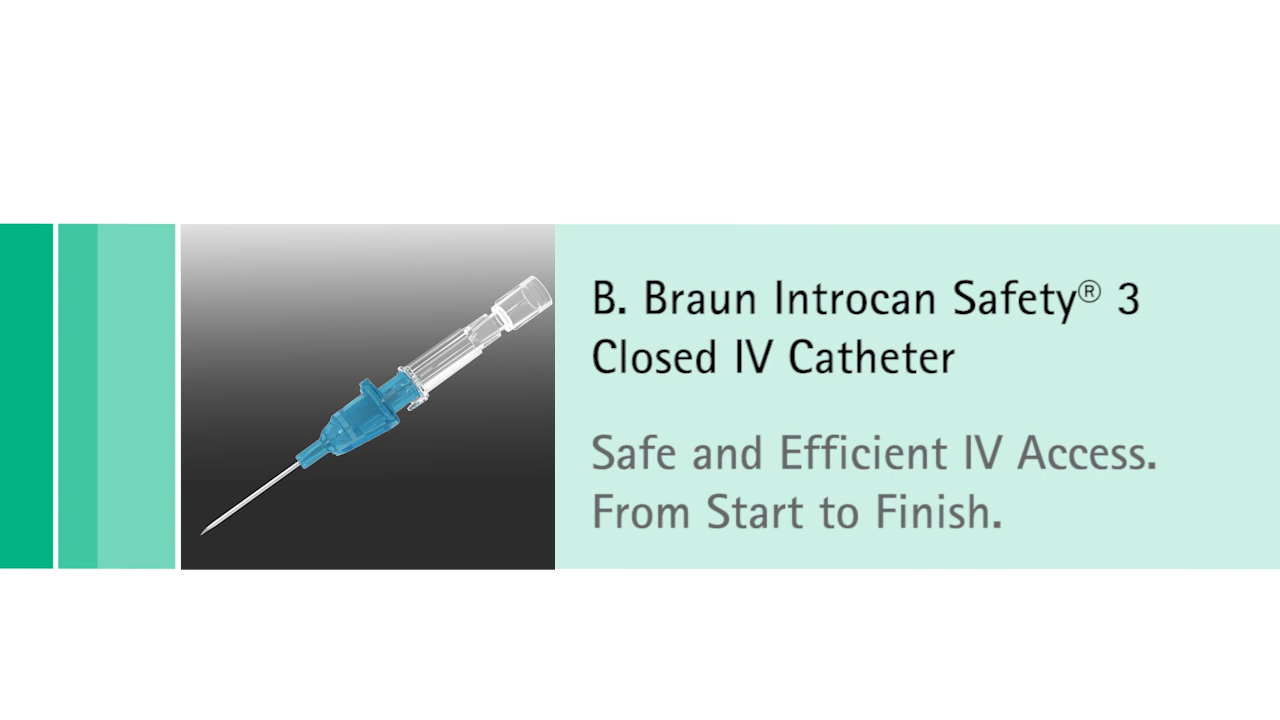 B. Braun Introcan Safety® 3
Closed IV Catheter
Safe and Efficient IV Access.
From Start to Finish.